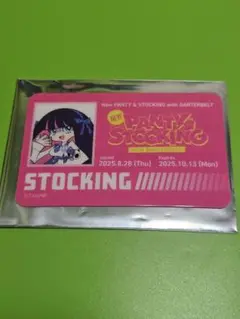 New PANTY & STOCKING with GARTERBELT
NEW
PANTY &
STOCKING
2025.8.28 (Thu)
2025.10.13 (Mon)
STOCKING